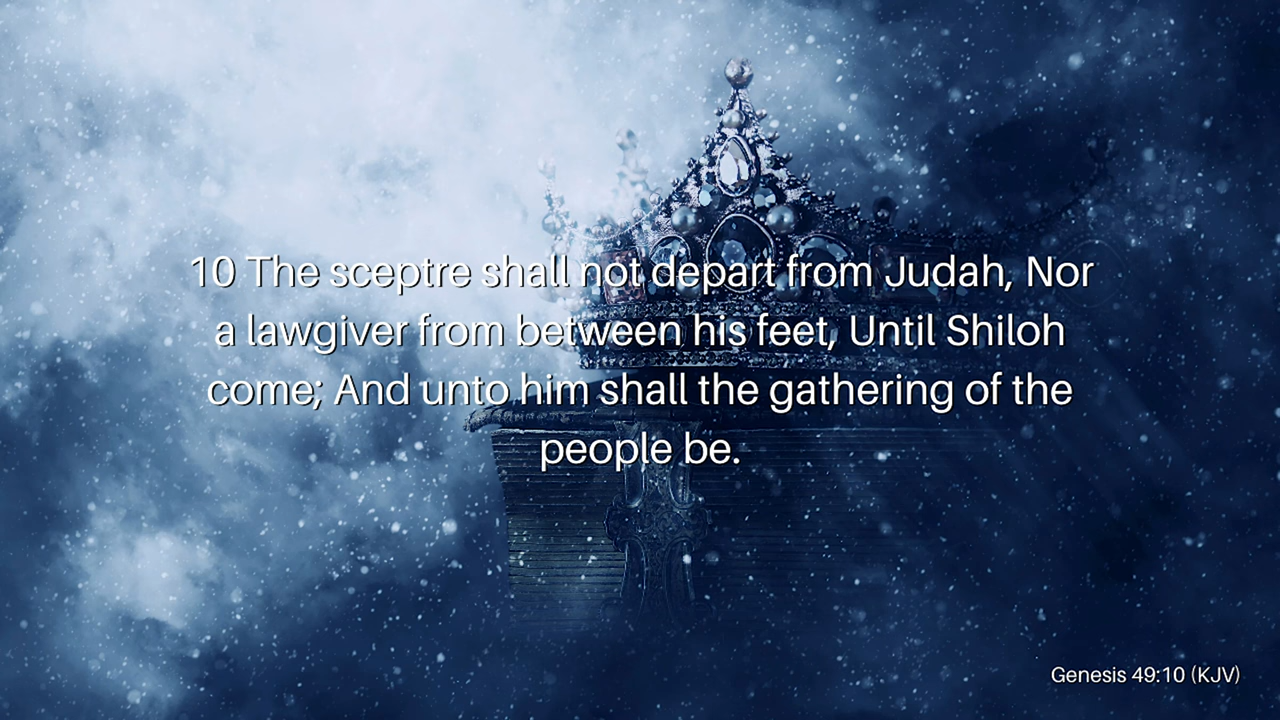 10 The sceptre shall not depart from Judah, Nor
a lawgiver from between his feet, Until Shiloh
come; And unto him shall the gathering of the
people be.
Genesis 49:10 (KJV)